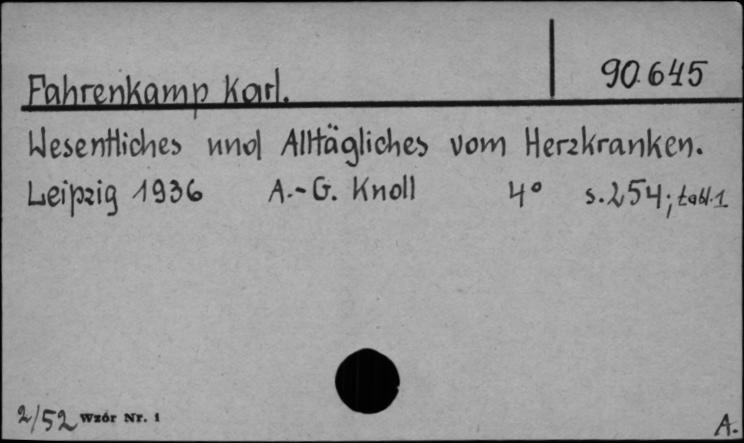 90.645
Fahrenkamp Karl.
Wesentliches und Alltägliches vom Herzkranken.
Leipzig 1936 A.-G. Knoll 4° s.254; tabl.1
2/52 Wzór Nr. 1
A.